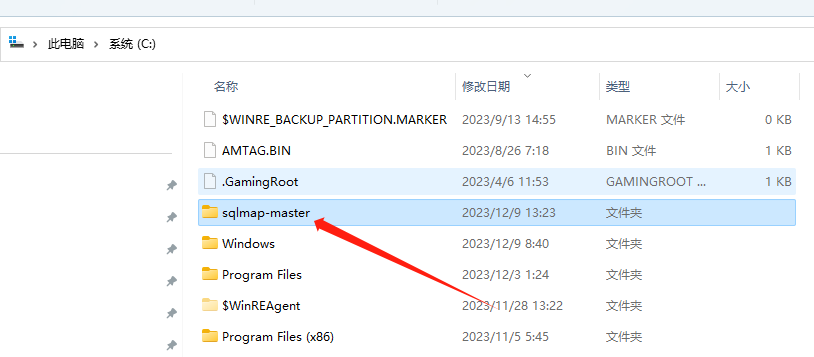 此电脑 > 系统 (C:)
名称 修改日期 类型 大小
$WINRE_BACKUP_PARTITION.MARKER 2023/9/13 14:55 MARKER 文件 0 KB
AMTAG.BIN 2023/8/26 7:18 BIN 文件 1 KB
.GamingRoot 2023/4/6 11:53 GAMINGROOT ... 1 KB
sqlmap-master 2023/12/9 13:23 文件夹
Windows 2023/12/9 8:40 文件夹
Program Files 2023/12/3 1:24 文件夹
$WinREAgent 2023/11/28 13:22 文件夹
Program Files (x86) 2023/11/5 5:45 文件夹